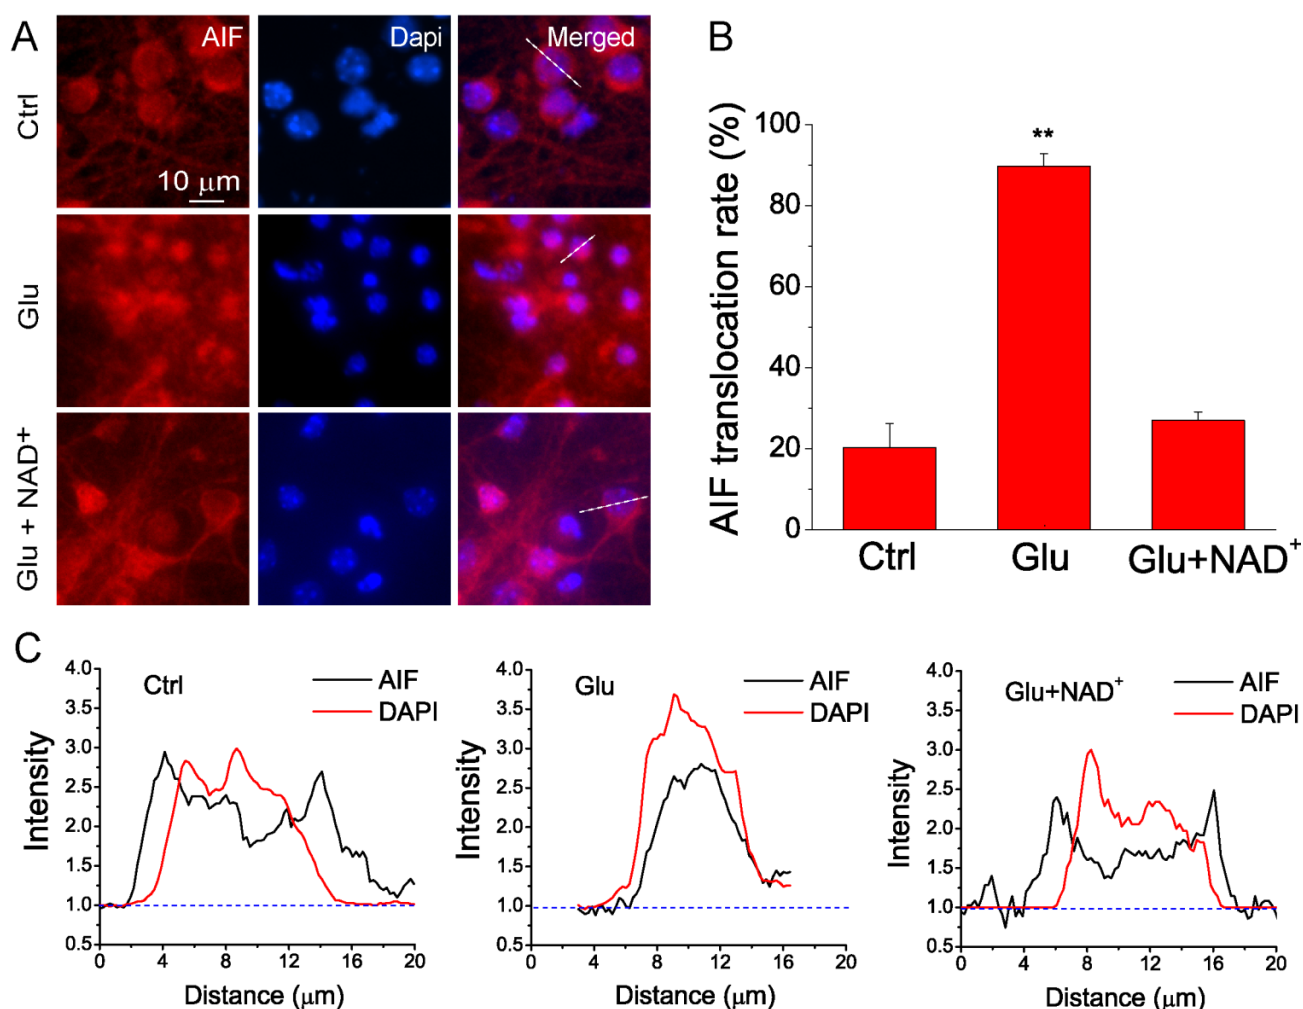 A
AIF
Dapi
Merged
Ctrl
10 μm
Glu
Glu + NAD+
B
AIF translocation rate (%)
100
80
60
40
20
0
**
Ctrl
Glu
Glu+NAD+
C
Intensity
4.0
3.5
3.0
2.5
2.0
1.5
1.0
0.5
Ctrl
AIF
DAPI
0 4 8 12 16 20
Distance (μm)
Intensity
4.0
3.5
3.0
2.5
2.0
1.5
1.0
0.5
Glu
AIF
DAPI
0 4 8 12 16 20
Distance (μm)
Intensity
4.0
3.5
3.0
2.5
2.0
1.5
1.0
0.5
Glu+NAD+
AIF
DAPI
0 4 8 12 16 20
Distance (μm)